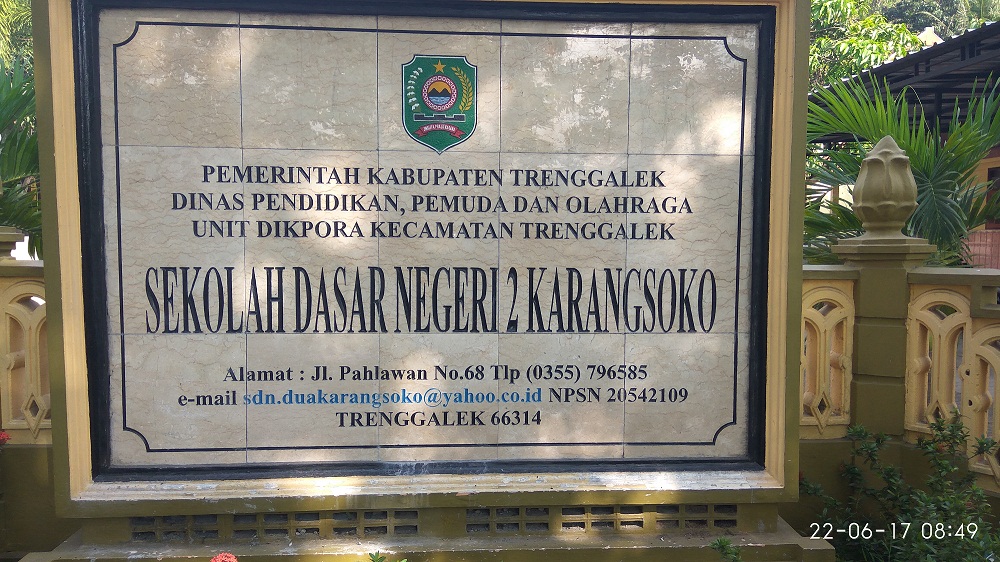 PEMERINTAH KABUPATEN TRENGGALEK
DINAS PENDIDIKAN, PEMUDA DAN OLAHRAGA
UNIT DIKPORA KECAMATAN TRENGGALEK
SEKOLAH DASAR NEGERI 2 KARANGSOKO
Alamat : Jl. Pahlawan No.68 Tlp (0355) 796585
e-mail sdn.duakarangsoko@yahoo.co.id NPSN 20542109
TRENGGALEK 66314
22-06-17 08:49